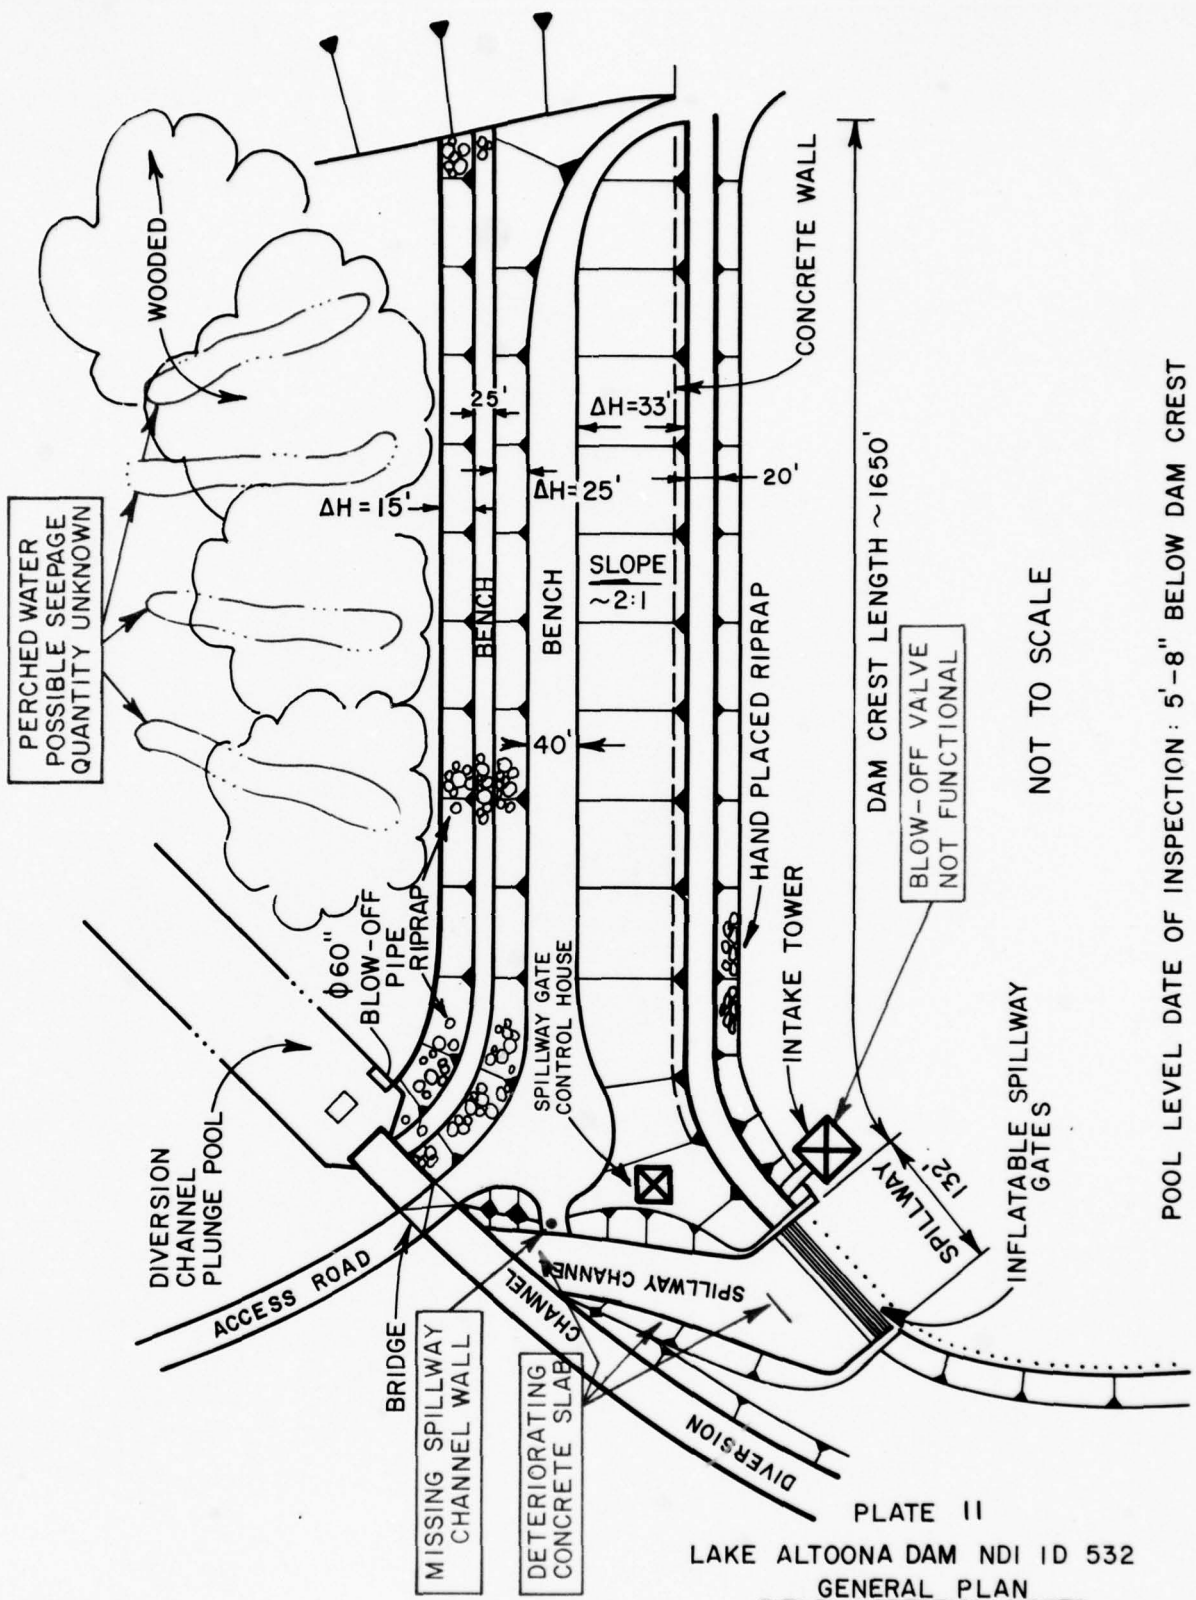 PERCHED WATER
POSSIBLE SEEPAGE
QUANTITY UNKNOWN
WOODED
DIVERSION
CHANNEL
PLUNGE POOL
ϕ60"
BLOW-OFF
PIPE
RIPRAP
ACCESS ROAD
BRIDGE
MISSING SPILLWAY
CHANNEL WALL
DETERIORATING
CONCRETE SLAB
CHANNEL
DIVERSION
SPILLWAY CHANNEL
SPILLWAY GATE
CONTROL HOUSE
25'
ΔH=15'
ΔH=25'
ΔH=33'
BENCH
BENCH
SLOPE
~2:1
40'
20'
CONCRETE WALL
HAND PLACED RIPRAP
INTAKE TOWER
DAM CREST LENGTH ~1650'
BLOW-OFF VALVE
NOT FUNCTIONAL
SPILLWAY
132'
INFLATABLE SPILLWAY
GATES
NOT TO SCALE
POOL LEVEL DATE OF INSPECTION: 5'-8" BELOW DAM CREST
PLATE II
LAKE ALTOONA DAM NDI ID 532
GENERAL PLAN